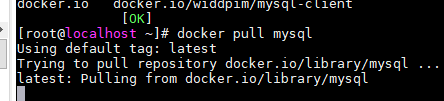 docker.io docker.io/widdpim/mysql-client
[OK]
[root@localhost ~]# docker pull mysql
Using default tag: latest
Trying to pull repository docker.io/library/mysql ...
latest: Pulling from docker.io/library/mysql